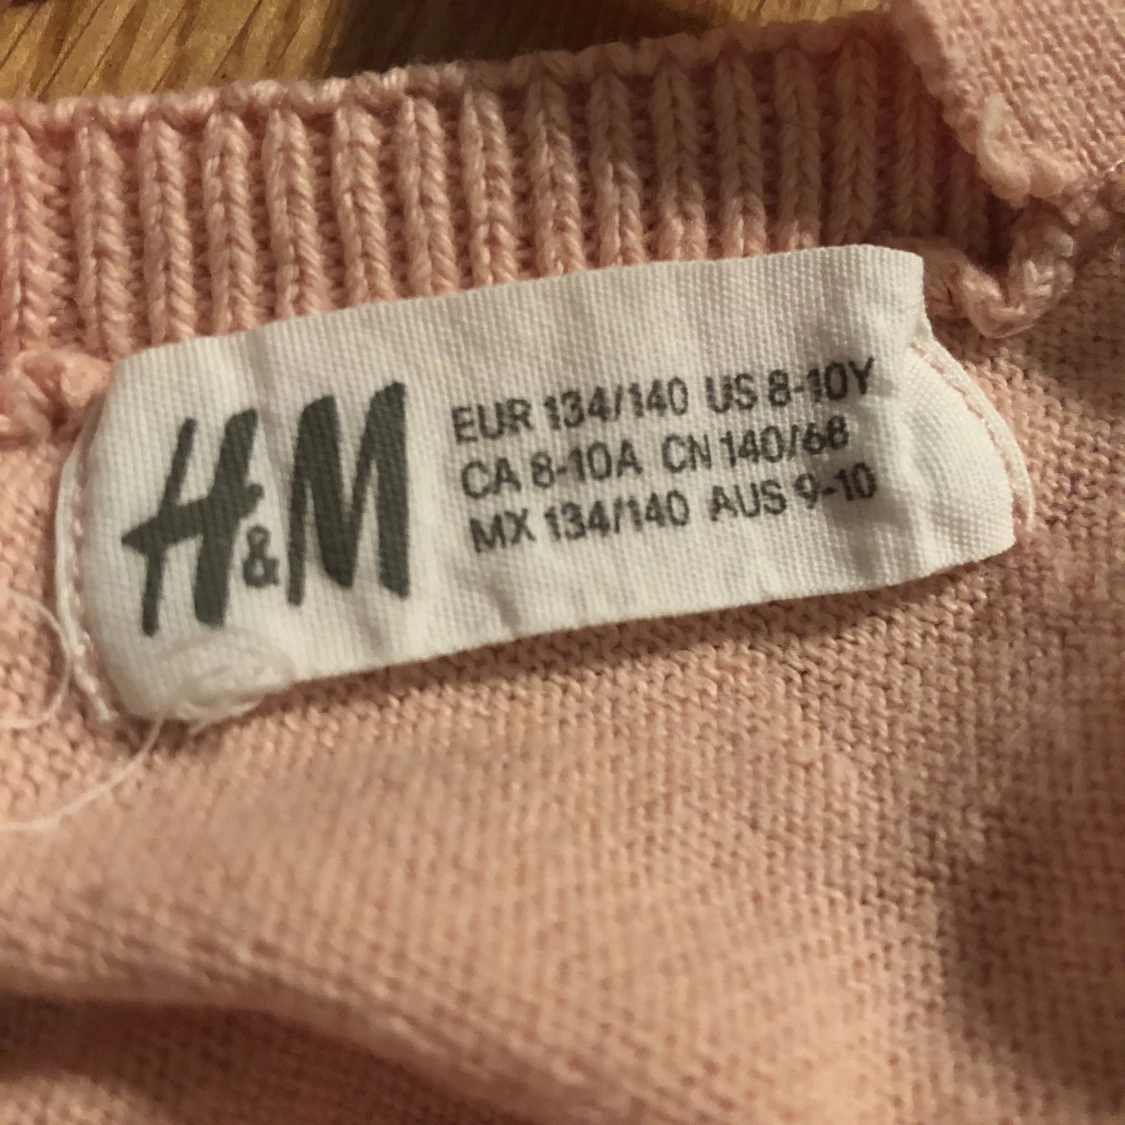 H&M
EUR 134/140 US 8-10Y
CA 8-10A CN 140/68
MX 134/140 AUS 9-10